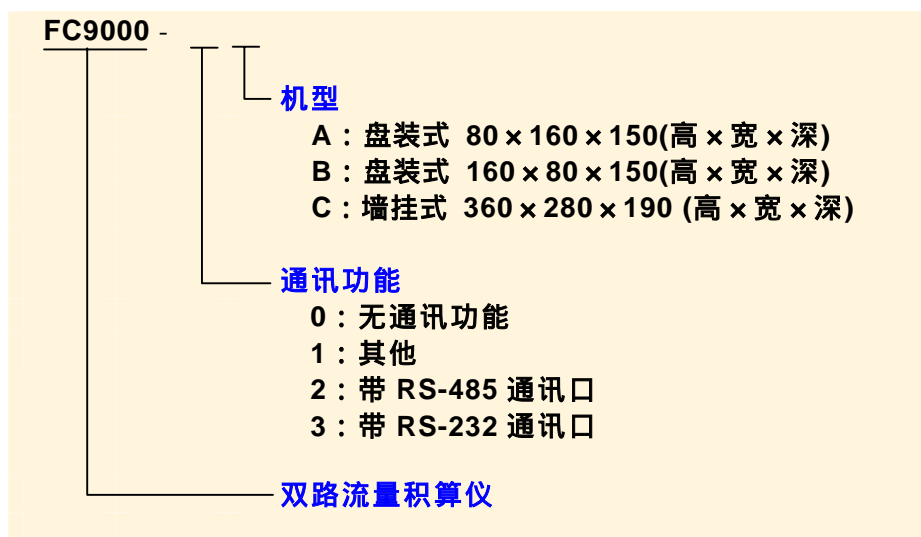 FC9000 -
机型
A：盘装式 80×160×150(高×宽×深)
B：盘装式 160×80×150(高×宽×深)
C：墙挂式 360×280×190 (高×宽×深)
通讯功能
0：无通讯功能
1：其他
2：带 RS-485 通讯口
3：带 RS-232 通讯口
双路流量积算仪